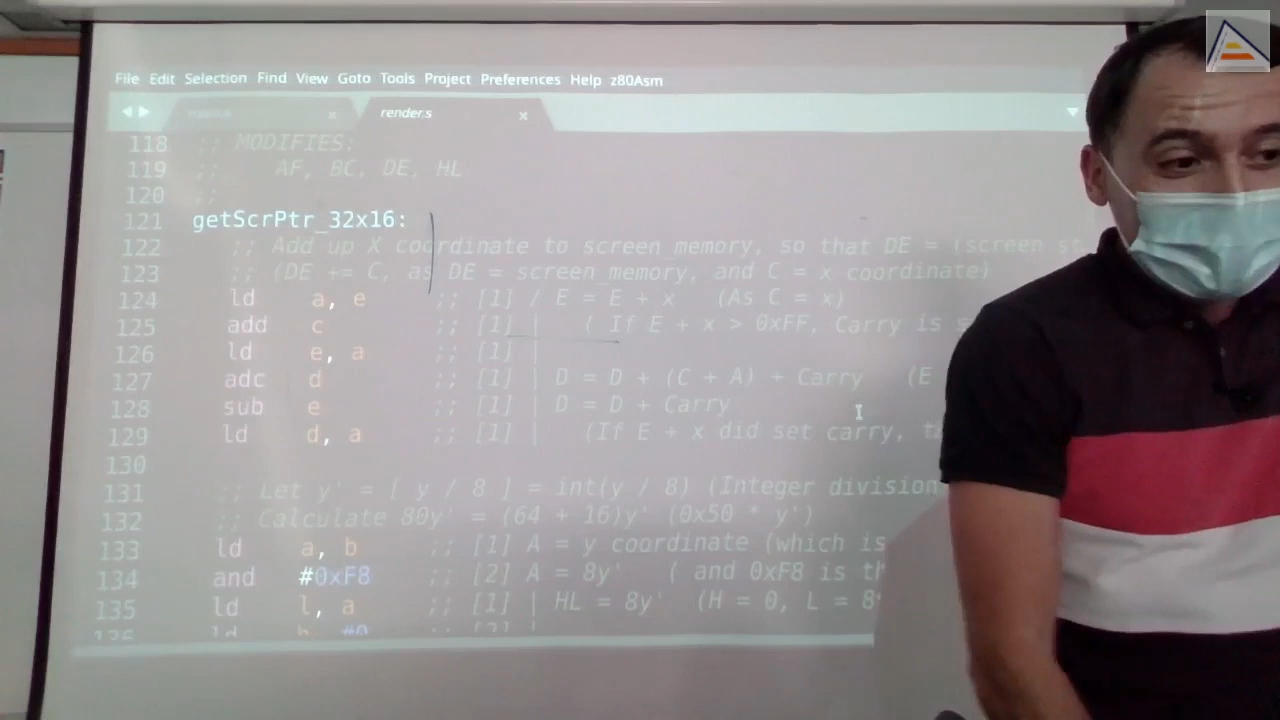 File Edit Selection Find View Goto Tools Project Preferences Help z80Asm
render.s x
118 ;; MODIFIES:
119 ;; AF, BC, DE, HL
120 ;;
121 getScrPtr_32x16:
122 ;; Add up X coordinate to screen_memory, so that DE = (screen
123 ;; (DE += C, as DE = screen_memory, and C = x coordinate)
124 ld a, e ;; [1] / E = E + x (As C = x)
125 add c ;; [1] | ( If E + x > 0xFF, Carry is
126 ld e, a ;; [1] |
127 adc d ;; [1] | D = D + (C + A) + Carry (E
128 sub e ;; [1] | D = D + Carry
129 ld d, a ;; [1] | (If E + x did set carry,
130
131 ;; Let y' = [ y / 8 ] = int(y / 8) (Integer division
132 ;; Calculate 80y' = (64 + 16)y' (0x50 * y')
133 ld a, b ;; [1] A = y coordinate (which is
134 and #0xF8 ;; [2] A = 8y' ( and 0xF8 is
135 ld l, a ;; [1] | HL = 8y' (H = 0, L =